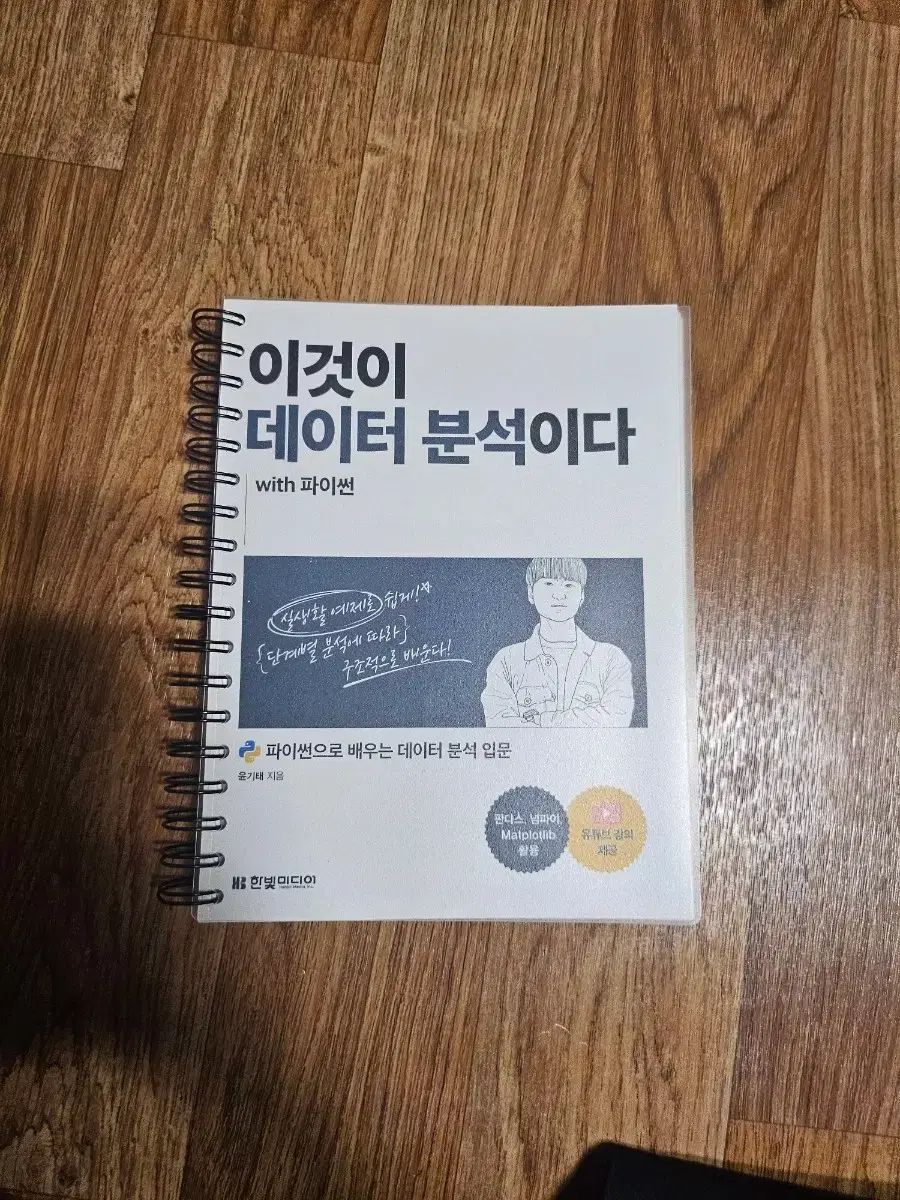 이것이
데이터 분석이다
with 파이썬
실생활 예제로 쉽게!
{단계별 분석에 따라}
구조적으로 배운다!
파이썬으로 배우는 데이터 분석 입문
윤기태 지음
판다스, 넘파이
Matplotlib
활용
유튜브 강의
제공
HB 한빛미디어
Hanbit Media, Inc.